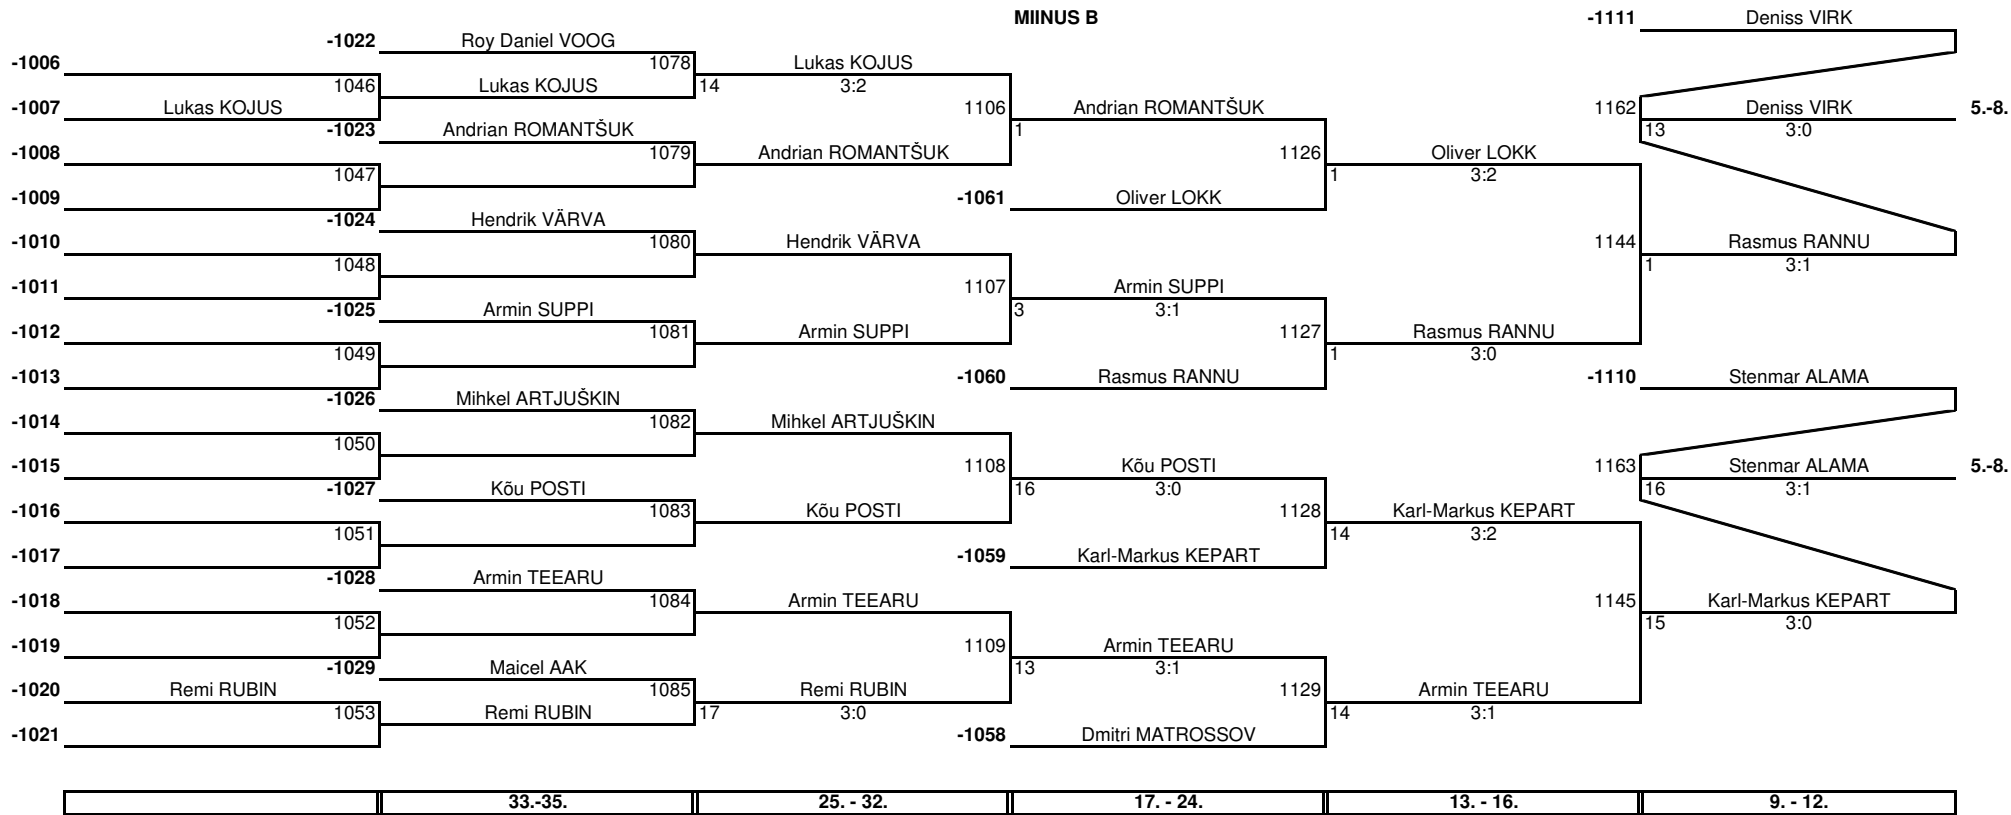 MIINUS B -1111 Deniss VIRK
-1022 Roy Daniel VOOG
-1006 1078 Lukas KOJUS
1046 Lukas KOJUS 14 3:2
-1007 Lukas KOJUS 1106 Andrian ROMANTŠUK 1162 Deniss VIRK 5.-8.
-1023 Andrian ROMANTŠUK 1 13 3:0
-1008 1079 Andrian ROMANTŠUK 1126 Oliver LOKK
1047 1 3:2
-1009 -1061 Oliver LOKK
-1024 Hendrik VÄRVA
-1010 1080 Hendrik VÄRVA 1144 Rasmus RANNU
1048 1 3:1
-1011 1107 Armin SUPPI
-1025 Armin SUPPI 3 3:1
-1012 1081 Armin SUPPI 1127 Rasmus RANNU
1049 1 3:0
-1013 -1060 Rasmus RANNU -1110 Stenmar ALAMA
-1026 Mihkel ARTJUŠKIN
-1014 1082 Mihkel ARTJUŠKIN
1050
-1015 1108 Kõu POSTI 1163 Stenmar ALAMA 5.-8.
-1027 Kõu POSTI 16 3:0 16 3:1
-1016 1083 Kõu POSTI 1128 Karl-Markus KEPART
1051 14 3:2
-1017 -1059 Karl-Markus KEPART
-1028 Armin TEEARU
-1018 1084 Armin TEEARU 1145 Karl-Markus KEPART
1052 15 3:0
-1019 1109 Armin TEEARU
-1029 Maicel AAK 13 3:1
-1020 Remi RUBIN 1085 Remi RUBIN 1129 Armin TEEARU
1053 Remi RUBIN 17 3:0 14 3:1
-1021 -1058 Dmitri MATROSSOV
33.-35. 25. - 32. 17. - 24. 13. - 16. 9. - 12.